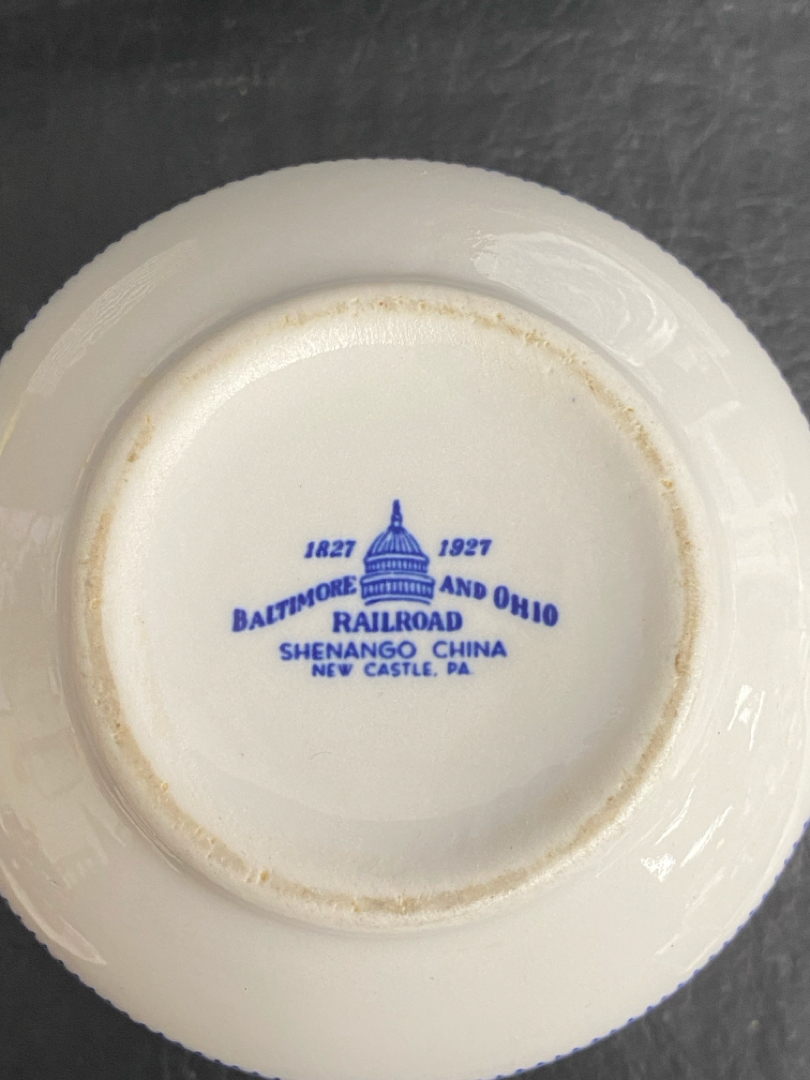 1827 1927
BALTIMORE AND OHIO
RAILROAD
SHENANGO CHINA
NEW CASTLE, PA.